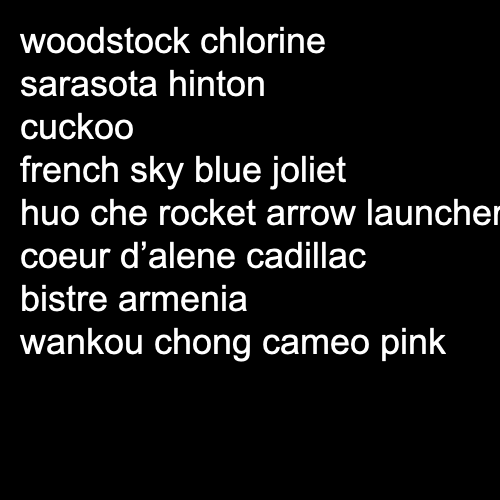 woodstock chlorine
sarasota hinton
cuckoo
french sky blue joliet
huo che rocket arrow launcher
coeur d’alene cadillac
bistre armenia
wankou chong cameo pink